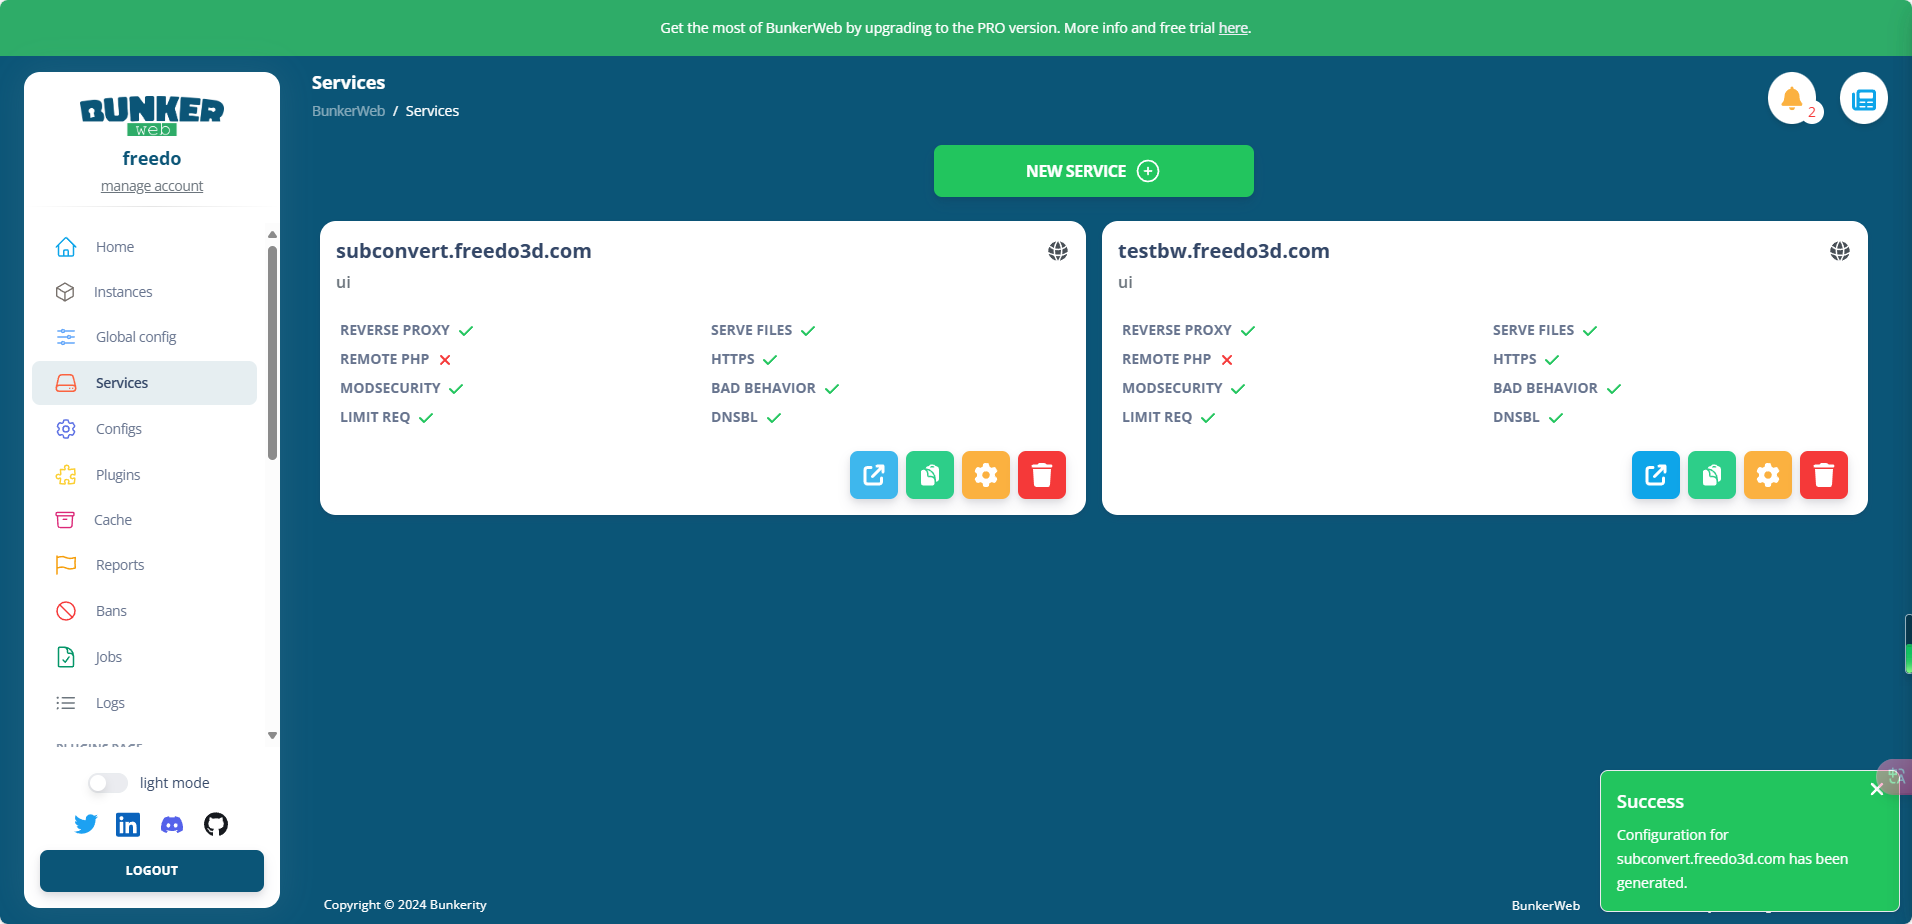 Get the most of BunkerWeb by upgrading to the PRO version. More info and free trial here.
BUNKER
web
freedo
manage account
Home
Instances
Global config
Services
Configs
Plugins
Cache
Reports
Bans
Jobs
Logs
PLUGINS PAGE
light mode
in
LOGOUT
Services
BunkerWeb / Services
2
NEW SERVICE
subconvert.freedo3d.com
ui
REVERSE PROXY
SERVE FILES
REMOTE PHP
HTTPS
MODSECURITY
BAD BEHAVIOR
LIMIT REQ
DNSBL
testbw.freedo3d.com
ui
REVERSE PROXY
SERVE FILES
REMOTE PHP
HTTPS
MODSECURITY
BAD BEHAVIOR
LIMIT REQ
DNSBL
Success
Configuration for
subconvert.freedo3d.com has been
generated.
Copyright © 2024 Bunkerity
BunkerWeb